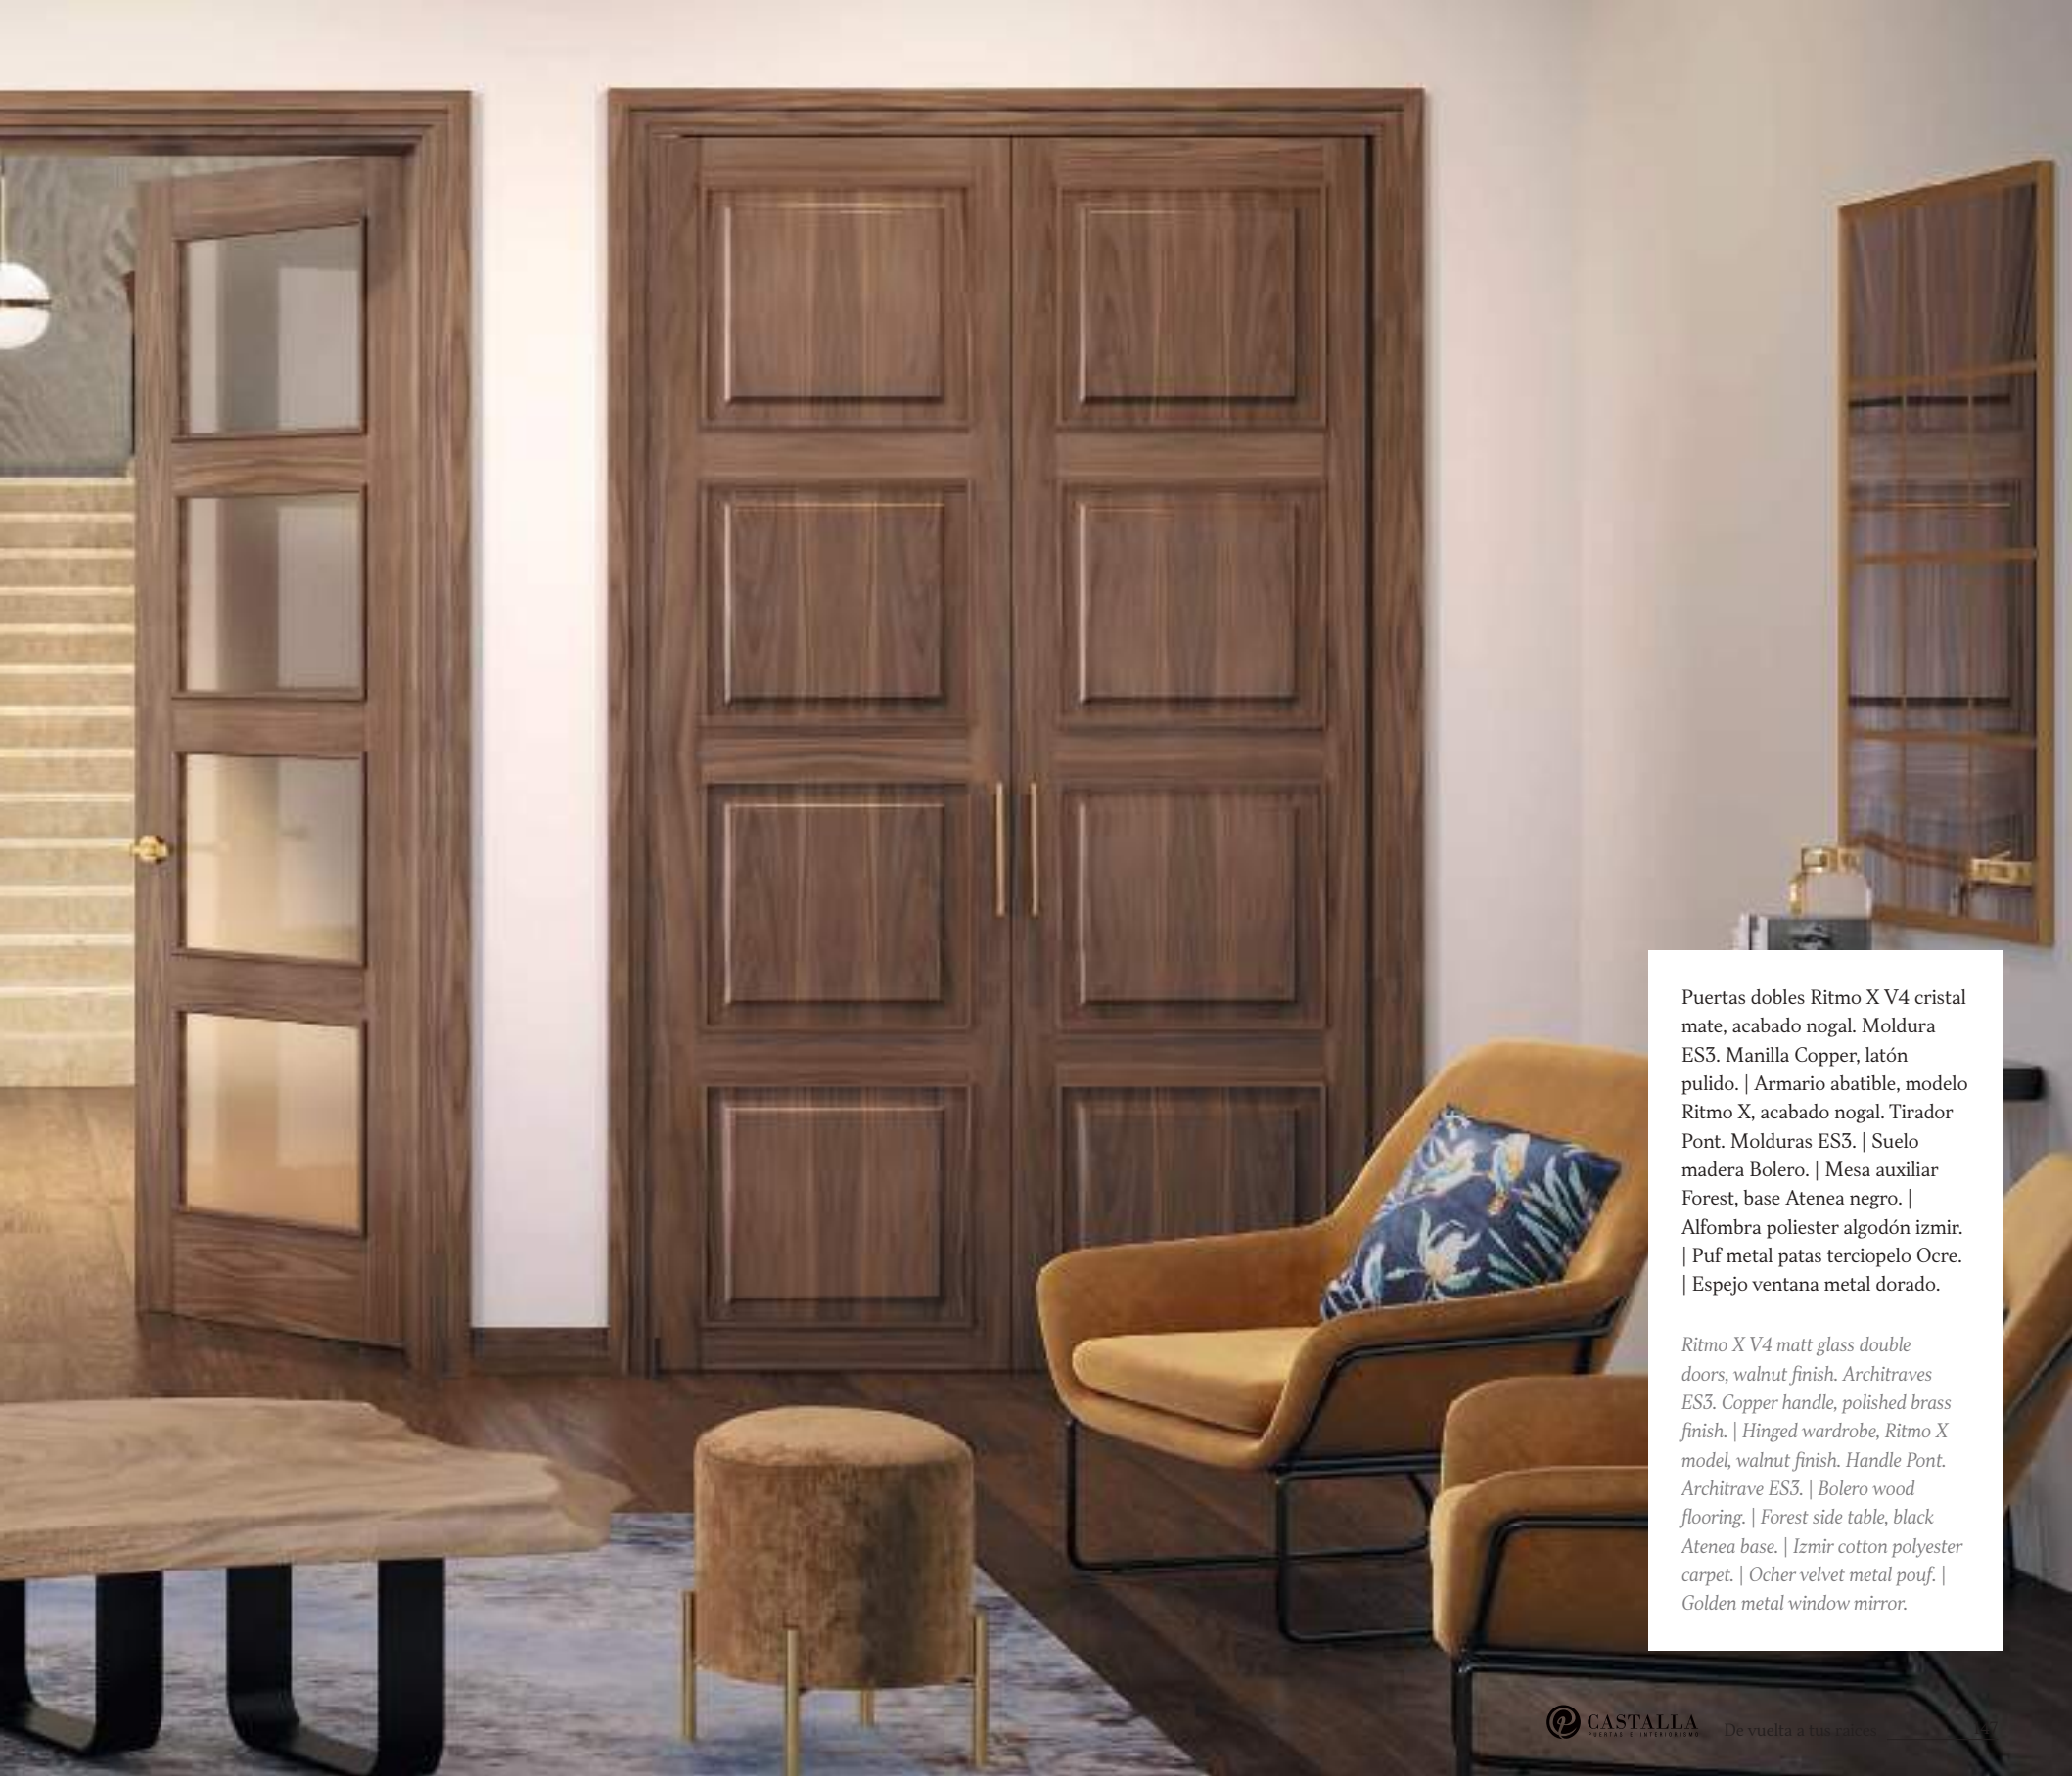 Puertas dobles Ritmo X V4 cristal
mate, acabado nogal. Moldura
ES3. Manilla Copper, latón
pulido. | Armario abatible, modelo
Ritmo X, acabado nogal. Tirador
Pont. Molduras ES3. | Suelo
madera Bolero. | Mesa auxiliar
Forest, base Atenea negro. |
Alfombra poliester algodón izmir.
| Puf metal patas terciopelo Ocre.
| Espejo ventana metal dorado.
Ritmo X V4 matt glass double
doors, walnut finish. Architraves
ES3. Copper handle, polished brass
finish. | Hinged wardrobe, Ritmo X
model, walnut finish. Handle Pont.
Architrave ES3. | Bolero wood
flooring. | Forest side table, black
Atenea base. | Izmir cotton polyester
carpet. | Ocher velvet metal pouf. |
Golden metal window mirror.
CASTALLA
PUERTAS E INTERIORISMO
De vuelta a tus raíces